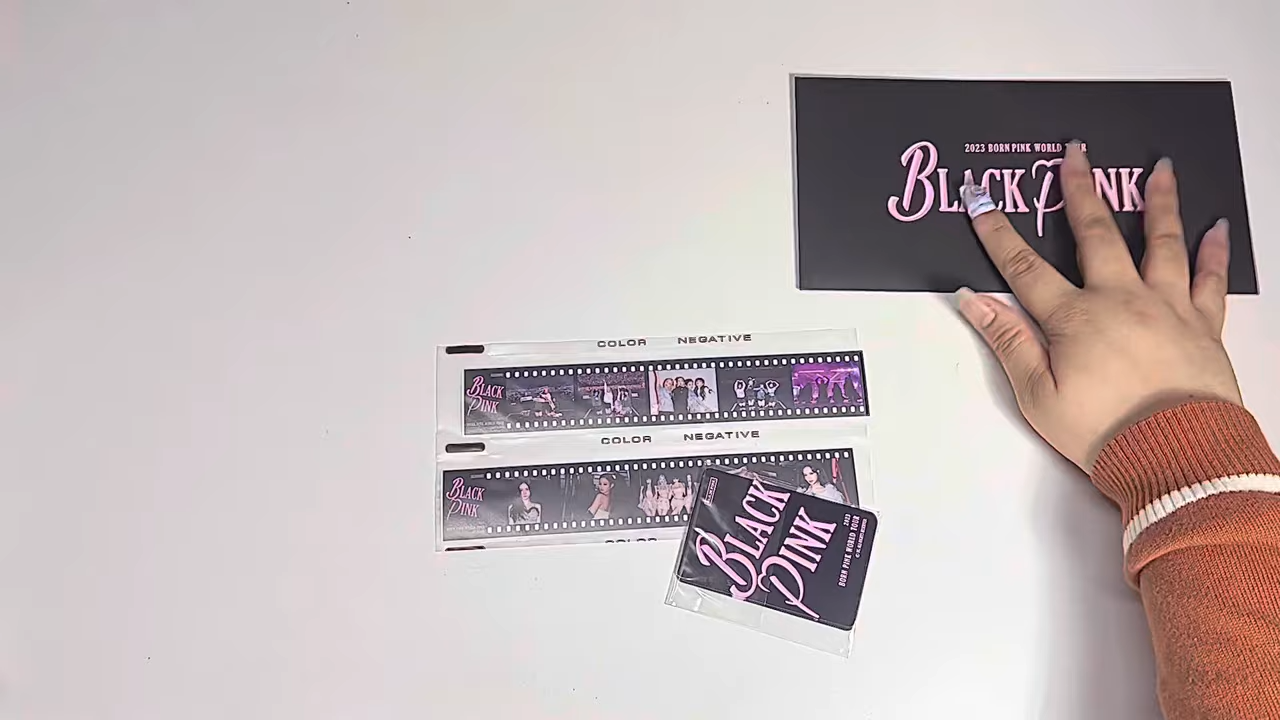 2023 BORN PINK WORLD TOUR
BLACKPINK
COLOR NEGATIVE
BLACK
PINK
COLOR NEGATIVE
BLACK
PINK
COLOR
BLACK
PINK
2023
BORN PINK WORLD TOUR